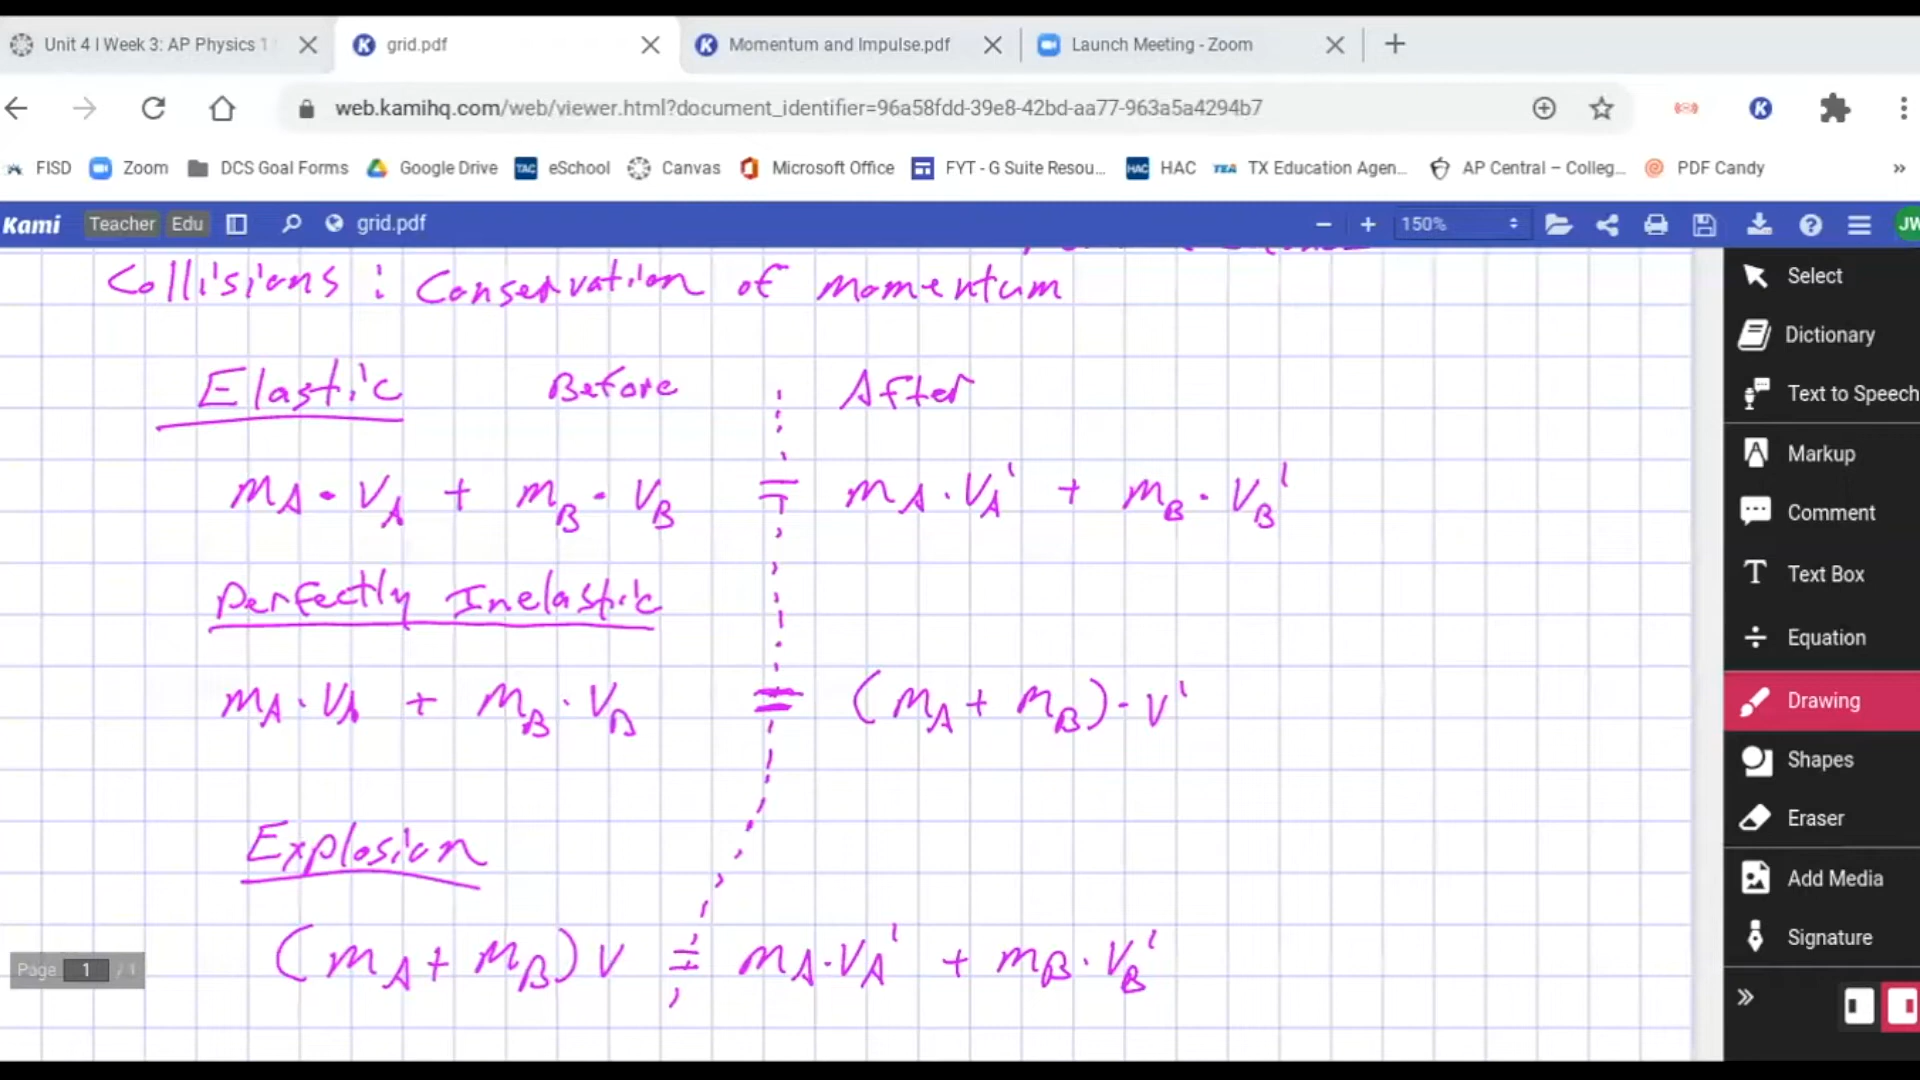 Unit 4 | Week 3: AP Physics 1
grid.pdf
Momentum and Impulse.pdf
Launch Meeting - Zoom
web.kamihq.com/web/viewer.html?document_identifier=96a58fdd-39e8-42bd-aa77-963a5a4294b7
FISD Zoom DCS Goal Forms Google Drive TAC eSchool Canvas Microsoft Office FYT - G Suite Resou... HAC HAC TEA TX Education Agen... AP Central – Colleg... PDF Candy »
Kami Teacher Edu grid.pdf 150% JW
Collisions : Conservation of momentum
Elastic Before After
mA · VA + mB · VB = mA · VA' + mB · VB'
Perfectly Inelastic
mA · VA + mB · VB = (mA + mB) · V'
Explosion
(mA + mB) V = mA · VA' + mB · VB'
Page 1 / 1
Select
Dictionary
Text to Speech
Markup
Comment
Text Box
Equation
Drawing
Shapes
Eraser
Add Media
Signature